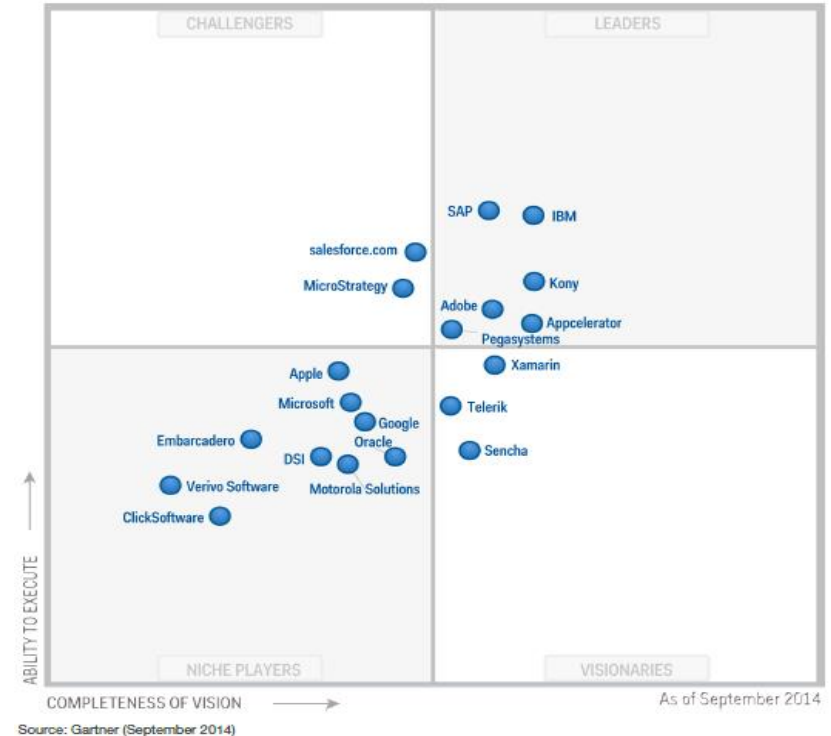 CHALLENGERS
LEADERS
SAP
IBM
salesforce.com
MicroStrategy
Kony
Adobe
Appcelerator
Pegasystems
Apple
Xamarin
Microsoft
Telerik
Google
Embarcadero
Oracle
DSI
Sencha
Verivo Software
Motorola Solutions
ClickSoftware
ABILITY TO EXECUTE
NICHE PLAYERS
VISIONARIES
COMPLETENESS OF VISION
As of September 2014
Source: Gartner (September 2014)